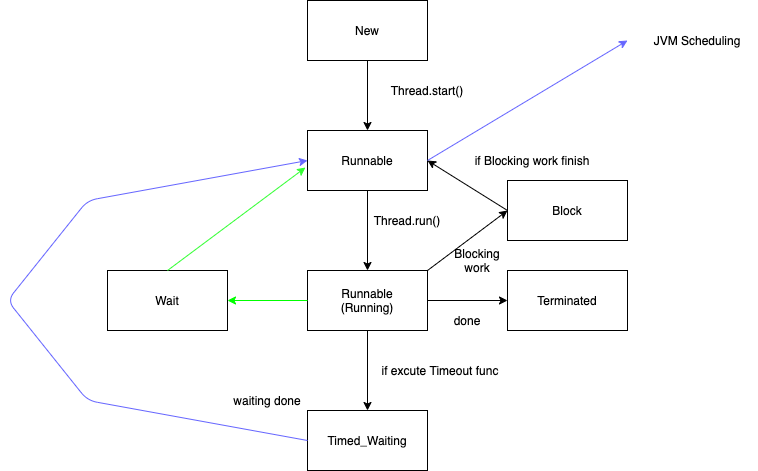 New
JVM Scheduling
Thread.start()
Runnable
if Blocking work finish
Block
Thread.run()
Blocking
work
Wait
Runnable
(Running)
Terminated
done
if excute Timeout func
waiting done
Timed_Waiting